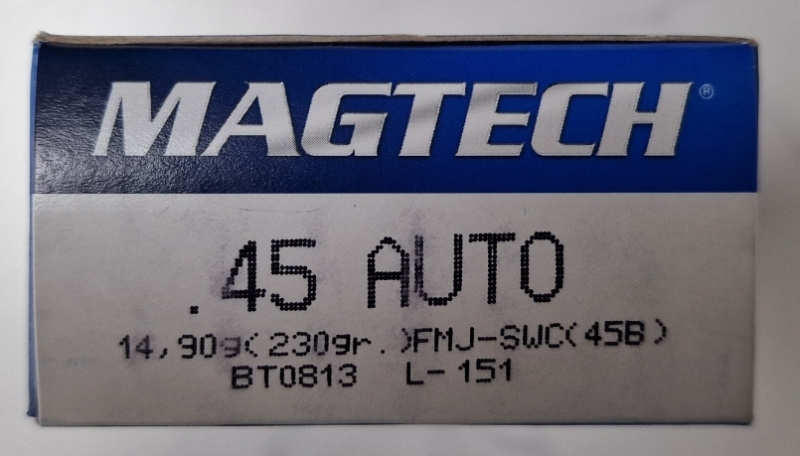 MAGTECH®
.45 AUTO
14,90g(230gr.)FMJ-SWC(45B)
BT0813 L-151